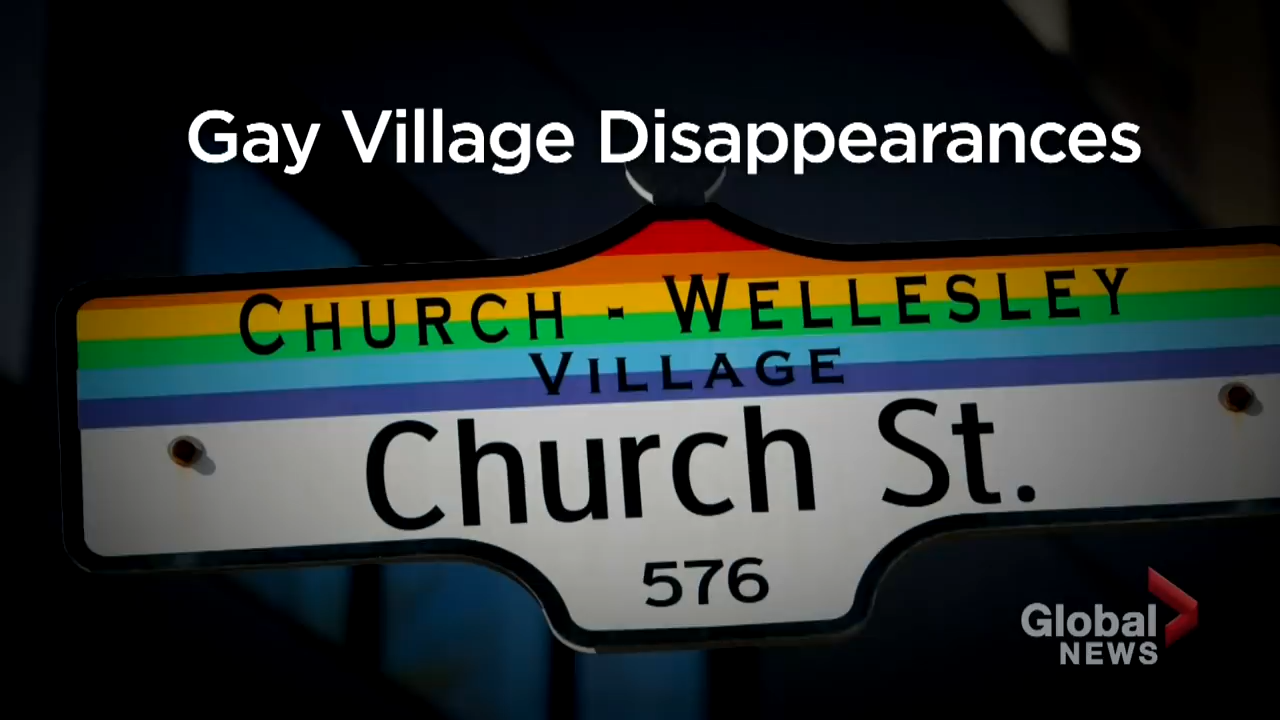 Gay Village Disappearances
CHURCH - WELLESLEY
VILLAGE
Church St.
576
Global
NEWS